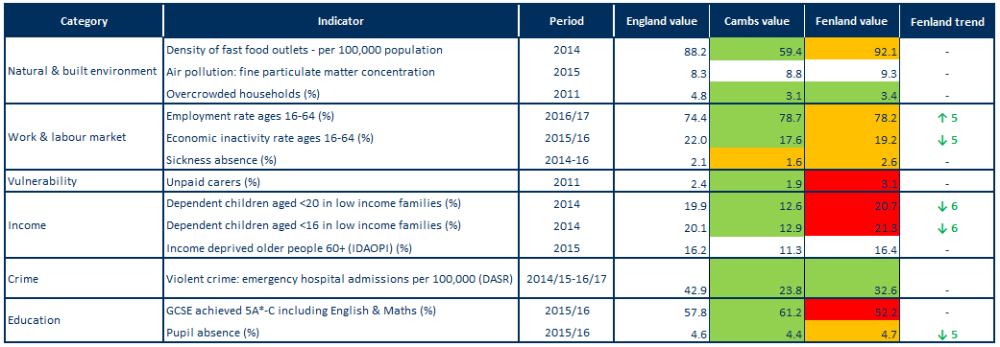 Category Indicator Period England value Cambs value Fenland value Fenland trend
Natural & built environment
Density of fast food outlets - per 100,000 population 2014 88.2 59.4 92.1 -
Air pollution: fine particulate matter concentration 2015 8.3 8.8 9.3 -
Overcrowded households (%) 2011 4.8 3.1 3.4 -
Work & labour market
Employment rate ages 16-64 (%) 2016/17 74.4 78.7 78.2 ↑ 5
Economic inactivity rate ages 16-64 (%) 2015/16 22.0 17.6 19.2 ↓ 5
Sickness absence (%) 2014-16 2.1 1.6 2.6 -
Vulnerability Unpaid carers (%) 2011 2.4 1.9 3.1 -
Income
Dependent children aged <20 in low income families (%) 2014 19.9 12.6 20.7 ↓ 6
Dependent children aged <16 in low income families (%) 2014 20.1 12.9 21.3 ↓ 6
Income deprived older people 60+ (IDAOPI) (%) 2015 16.2 11.3 16.4 -
Crime Violent crime: emergency hospital admissions per 100,000 (DASR) 2014/15-16/17 42.9 23.8 32.6 -
Education
GCSE achieved 5A*-C including English & Maths (%) 2015/16 57.8 61.2 52.2 -
Pupil absence (%) 2015/16 4.6 4.4 4.7 ↓ 5